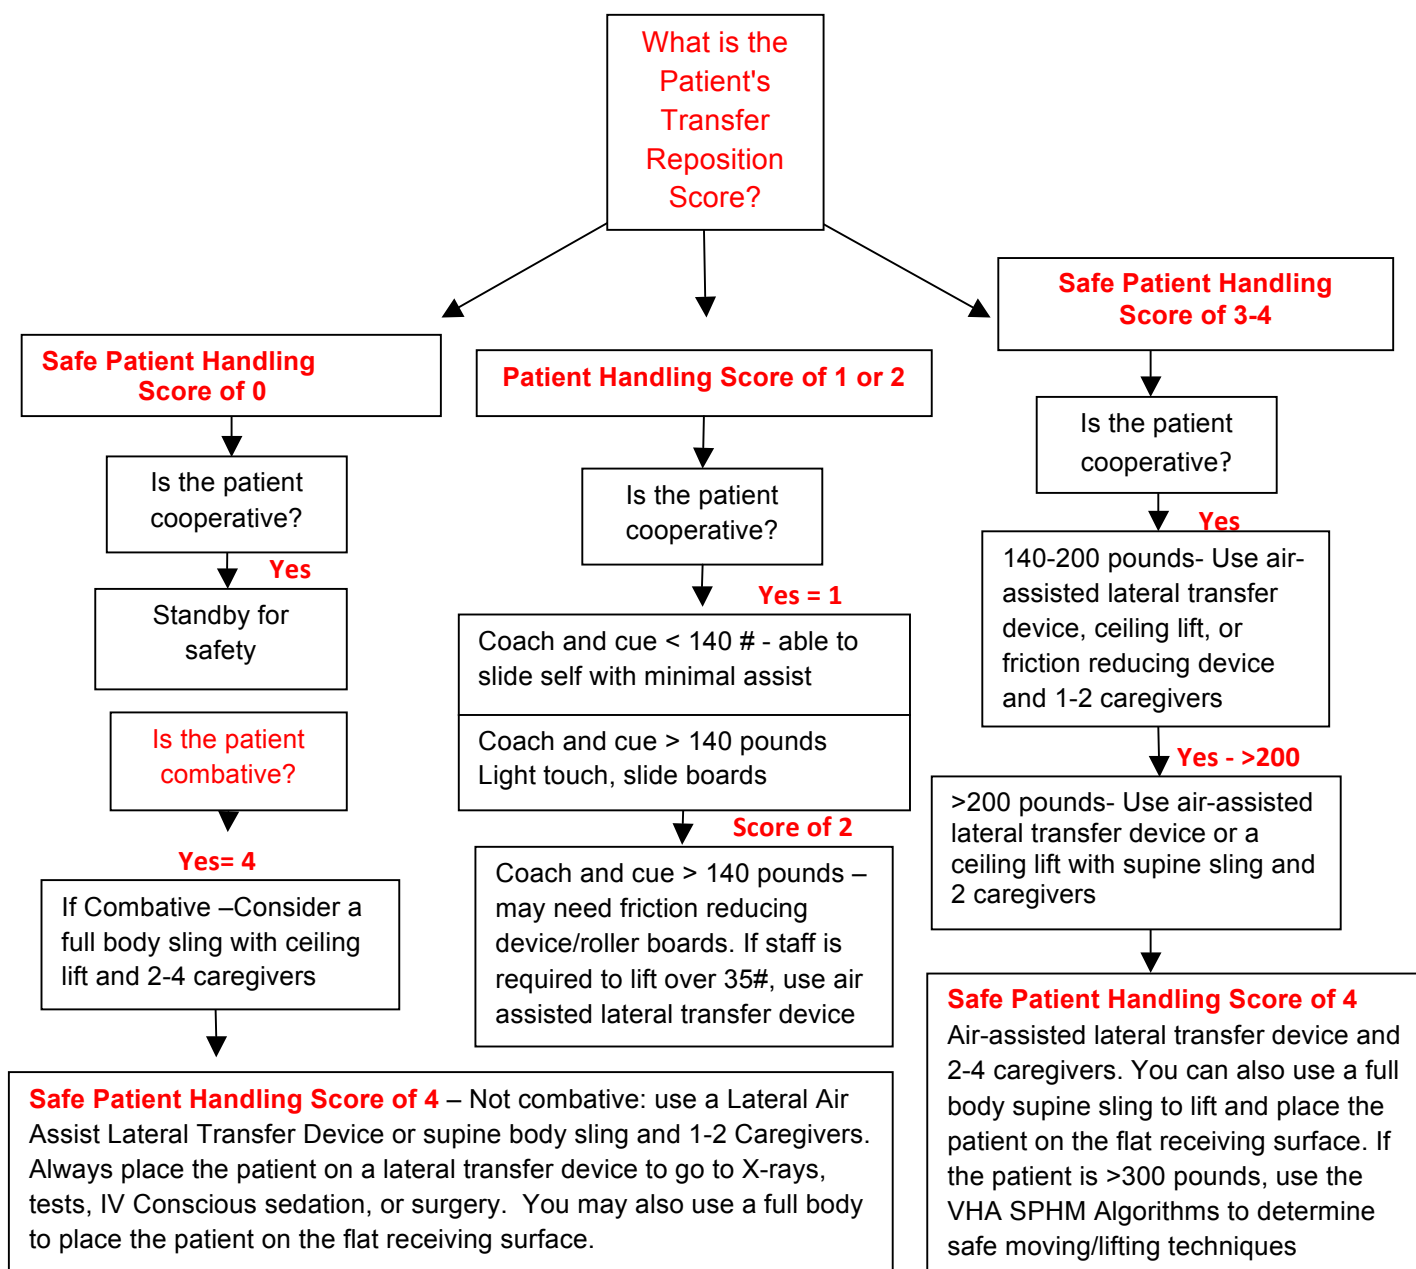 What is the
Patient's
Transfer
Reposition
Score?
Safe Patient Handling
Score of 0
Is the patient
cooperative?
Yes
Standby for
safety
Is the patient
combative?
Yes= 4
If Combative –Consider a
full body sling with ceiling
lift and 2-4 caregivers
Patient Handling Score of 1 or 2
Is the patient
cooperative?
Yes = 1
Coach and cue < 140 # - able to
slide self with minimal assist
Coach and cue > 140 pounds
Light touch, slide boards
Score of 2
Coach and cue > 140 pounds –
may need friction reducing
device/roller boards. If staff is
required to lift over 35#, use air
assisted lateral transfer device
Safe Patient Handling Score of 4 – Not combative: use a Lateral Air
Assist Lateral Transfer Device or supine body sling and 1-2 Caregivers.
Always place the patient on a lateral transfer device to go to X-rays,
tests, IV Conscious sedation, or surgery.  You may also use a full body
to place the patient on the flat receiving surface.
Safe Patient Handling
Score of 3-4
Is the patient
cooperative?
Yes
140-200 pounds- Use air-
assisted lateral transfer
device, ceiling lift, or
friction reducing device
and 1-2 caregivers
Yes - >200
>200 pounds- Use air-assisted
lateral transfer device or a
ceiling lift with supine sling and
2 caregivers
Safe Patient Handling Score of 4
Air-assisted lateral transfer device and
2-4 caregivers. You can also use a full
body supine sling to lift and place the
patient on the flat receiving surface. If
the patient is >300 pounds, use the
VHA SPHM Algorithms to determine
safe moving/lifting techniques